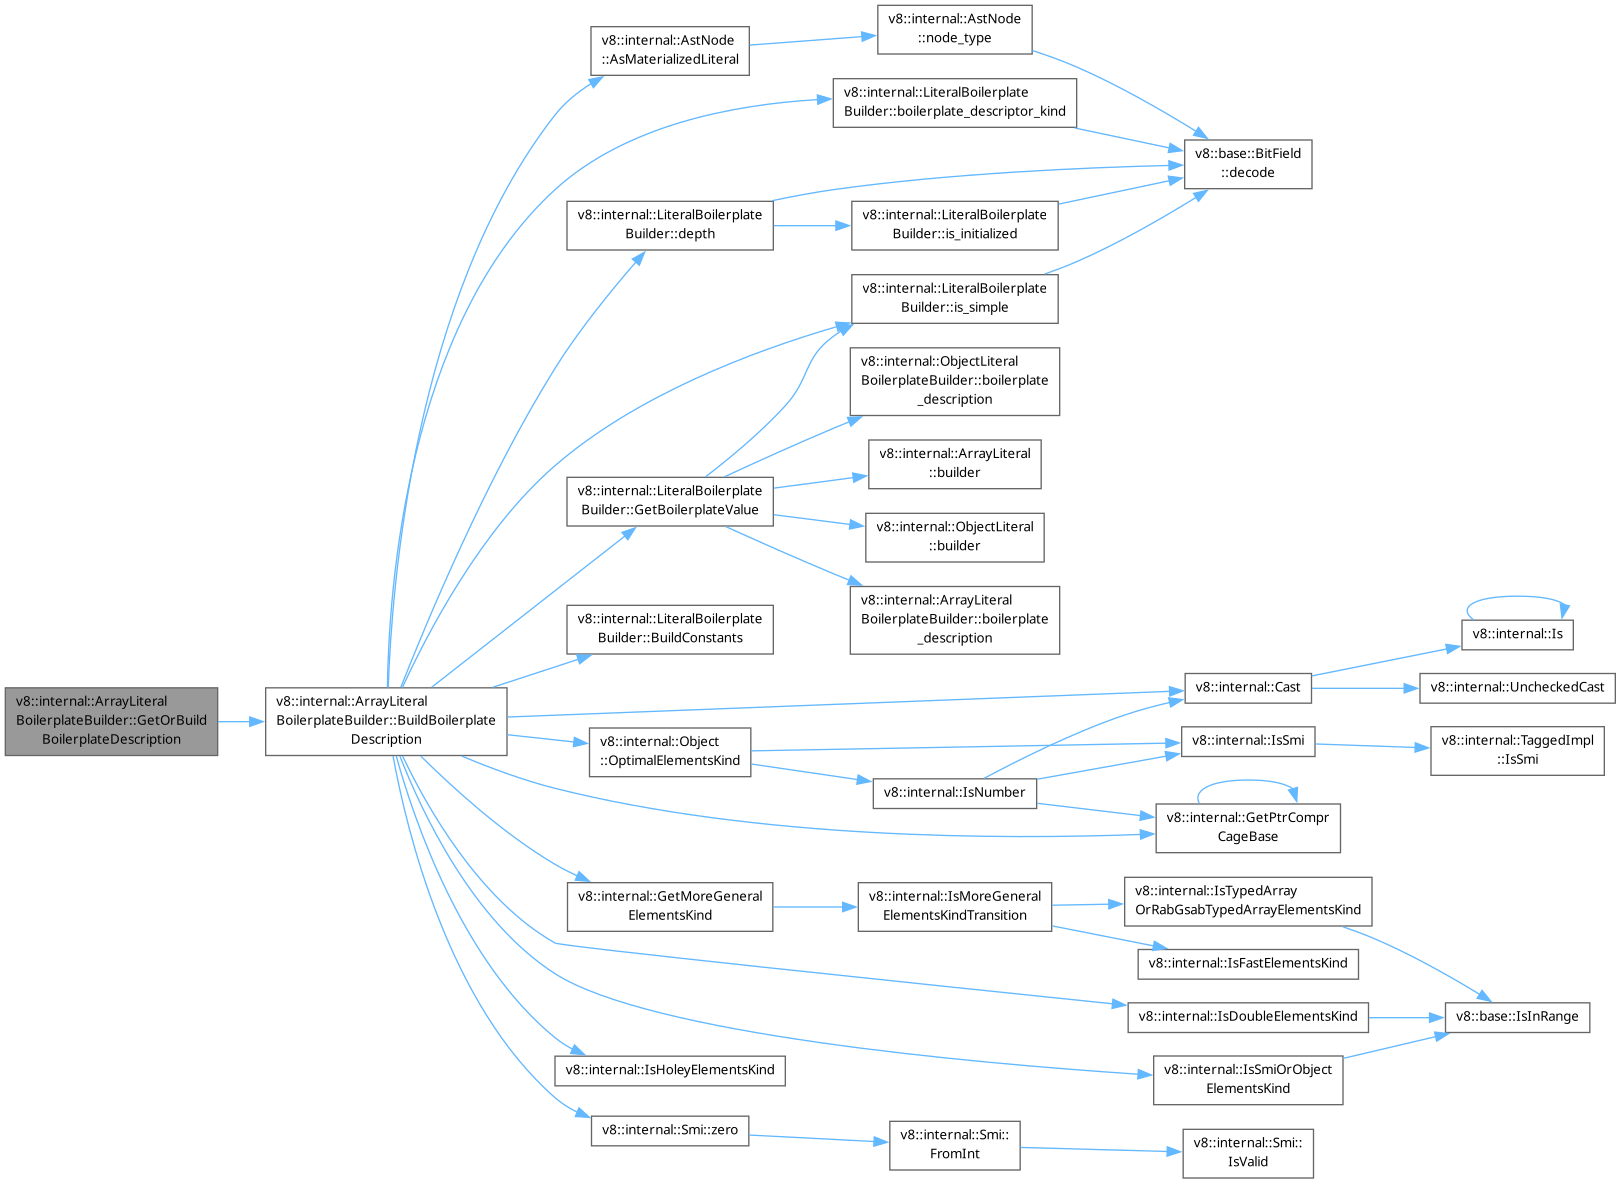 v8::internal::AstNode
::node_type
v8::internal::AstNode
::AsMaterializedLiteral
v8::internal::LiteralBoilerplate
Builder::boilerplate_descriptor_kind
v8::base::BitField
::decode
v8::internal::LiteralBoilerplate
Builder::depth
v8::internal::LiteralBoilerplate
Builder::is_initialized
v8::internal::LiteralBoilerplate
Builder::is_simple
v8::internal::ObjectLiteral
BoilerplateBuilder::boilerplate
_description
v8::internal::ArrayLiteral
::builder
v8::internal::LiteralBoilerplate
Builder::GetBoilerplateValue
v8::internal::ObjectLiteral
::builder
v8::internal::ArrayLiteral
BoilerplateBuilder::boilerplate
_description
v8::internal::LiteralBoilerplate
Builder::BuildConstants
v8::internal::Is
v8::internal::ArrayLiteral
BoilerplateBuilder::GetOrBuild
BoilerplateDescription
v8::internal::ArrayLiteral
BoilerplateBuilder::BuildBoilerplate
Description
v8::internal::Cast
v8::internal::UncheckedCast
v8::internal::Object
::OptimalElementsKind
v8::internal::IsSmi
v8::internal::TaggedImpl
::IsSmi
v8::internal::IsNumber
v8::internal::GetPtrCompr
CageBase
v8::internal::GetMoreGeneral
ElementsKind
v8::internal::IsMoreGeneral
ElementsKindTransition
v8::internal::IsTypedArray
OrRabGsabTypedArrayElementsKind
v8::internal::IsFastElementsKind
v8::internal::IsDoubleElementsKind
v8::base::IsInRange
v8::internal::IsHoleyElementsKind
v8::internal::IsSmiOrObject
ElementsKind
v8::internal::Smi::zero
v8::internal::Smi::
FromInt
v8::internal::Smi::
IsValid